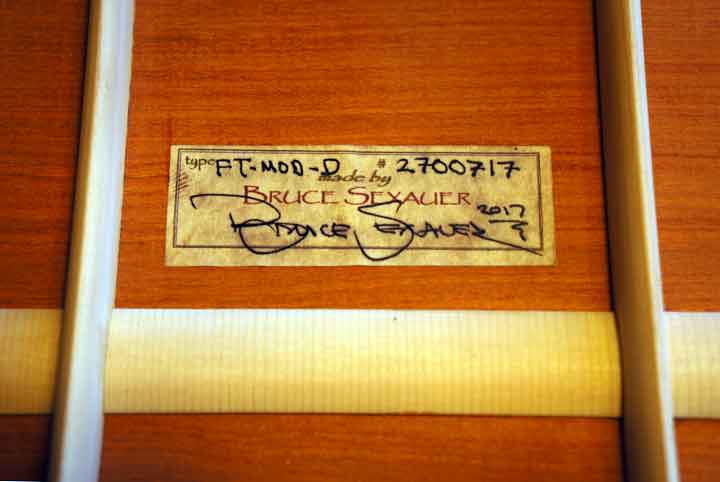 type FT-MOD-D # 2700717
made by
BRUCE SEXAUER
BRUCE SEXAUER 2017